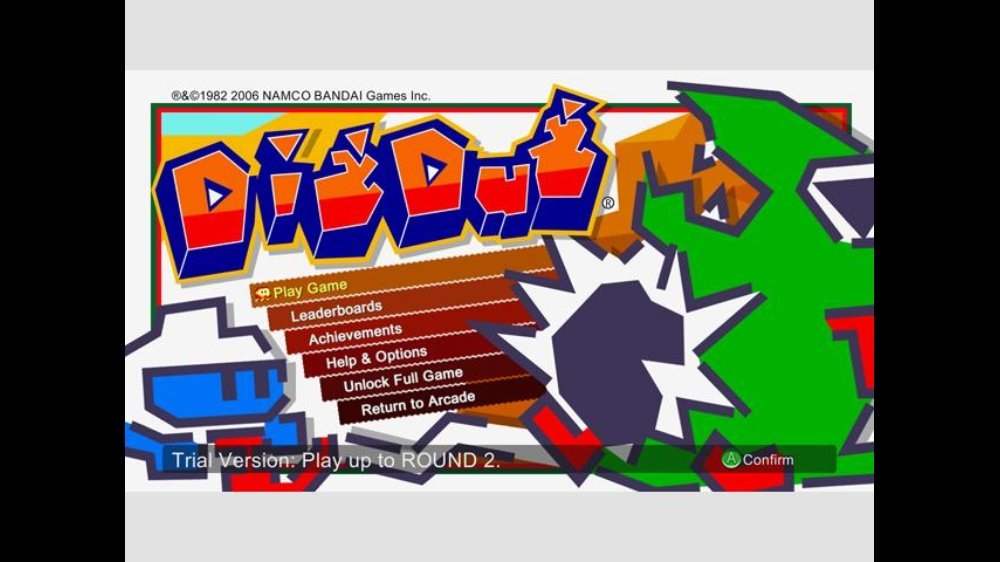 ®&©1982 2006 NAMCO BANDAI Games Inc.
DiG DUG ®
Play Game
Leaderboards
Achievements
Help & Options
Unlock Full Game
Return to Arcade
Trial Version: Play up to ROUND 2.
A Confirm